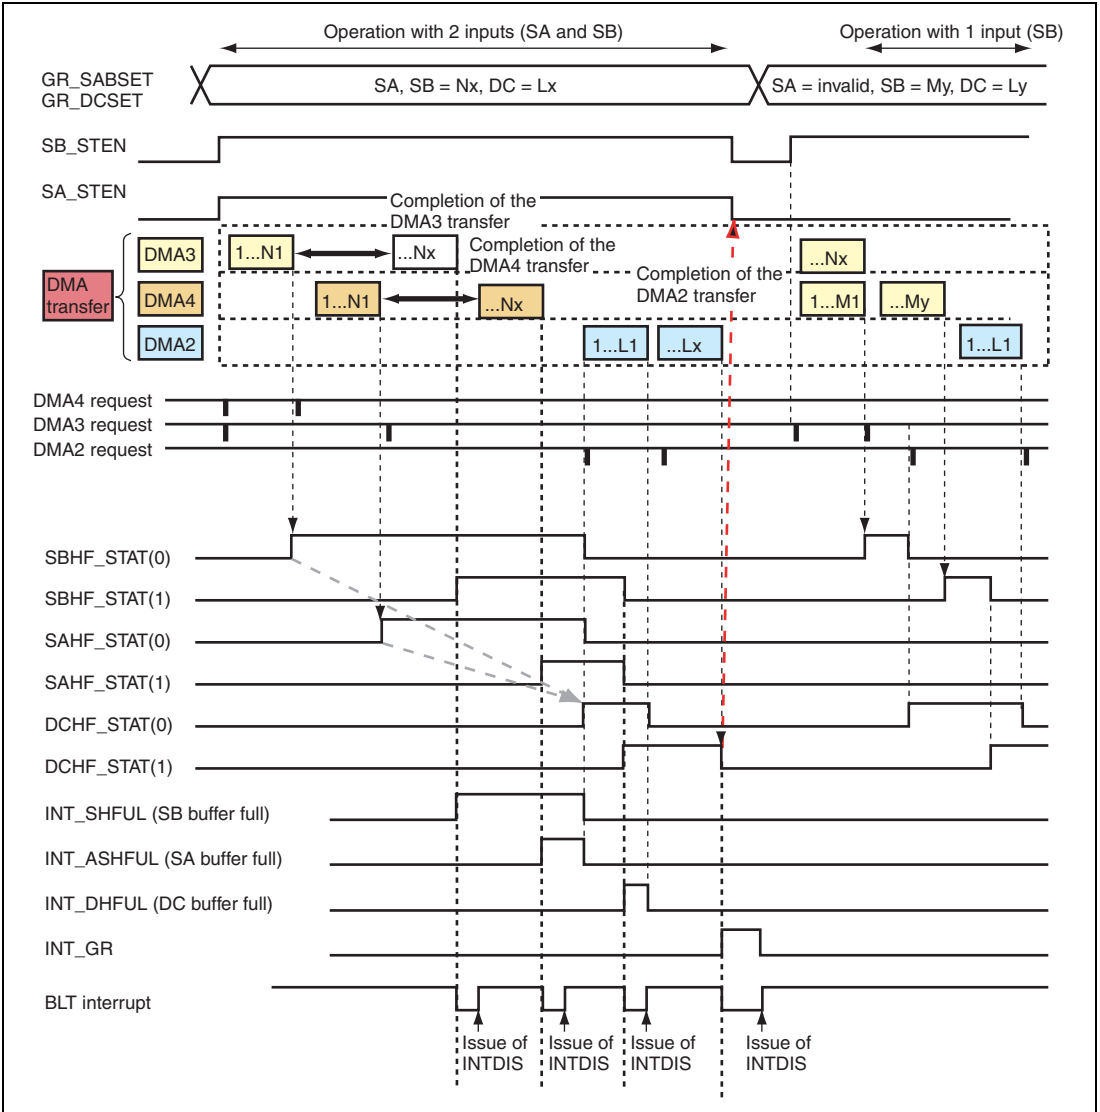 Operation with 2 inputs (SA and SB)
Operation with 1 input (SB)
GR_SABSET
GR_DCSET
SA, SB = Nx, DC = Lx
SA = invalid, SB = My, DC = Ly
SB_STEN
SA_STEN
Completion of the
DMA3 transfer
DMA
transfer
DMA3
1...N1
...Nx
Completion of the
DMA4 transfer
...Nx
DMA4
1...N1
...Nx
Completion of the
DMA2 transfer
1...M1
...My
DMA2
1...L1
...Lx
1...L1
DMA4 request
DMA3 request
DMA2 request
SBHF_STAT(0)
SBHF_STAT(1)
SAHF_STAT(0)
SAHF_STAT(1)
DCHF_STAT(0)
DCHF_STAT(1)
INT_SHFUL (SB buffer full)
INT_ASHFUL (SA buffer full)
INT_DHFUL (DC buffer full)
INT_GR
BLT interrupt
Issue of
INTDIS
Issue of
INTDIS
Issue of
INTDIS
Issue of
INTDIS